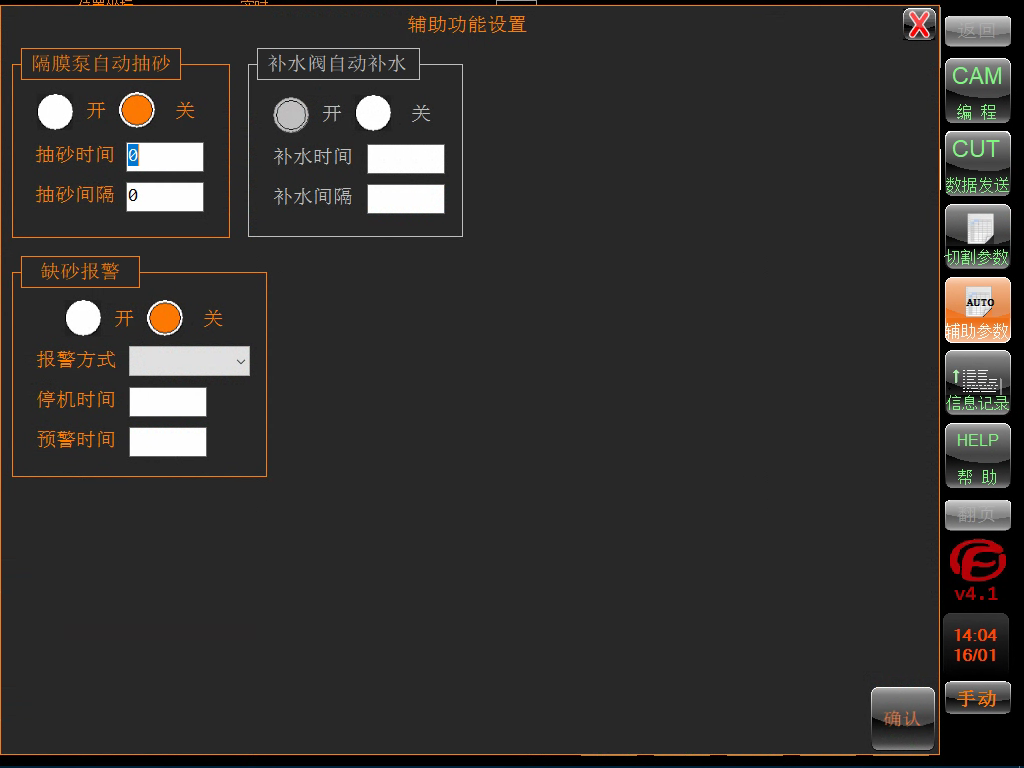 辅助功能设置
隔膜泵自动抽砂
开 关
抽砂时间 0
抽砂间隔 0
补水阀自动补水
开 关
补水时间
补水间隔
缺砂报警
开 关
报警方式
停机时间
预警时间
确认
返回
CAM
编 程
CUT
数据发送
切割参数
AUTO
辅助参数
信息记录
HELP
帮 助
翻页
v4.1
14:04
16/01
手动